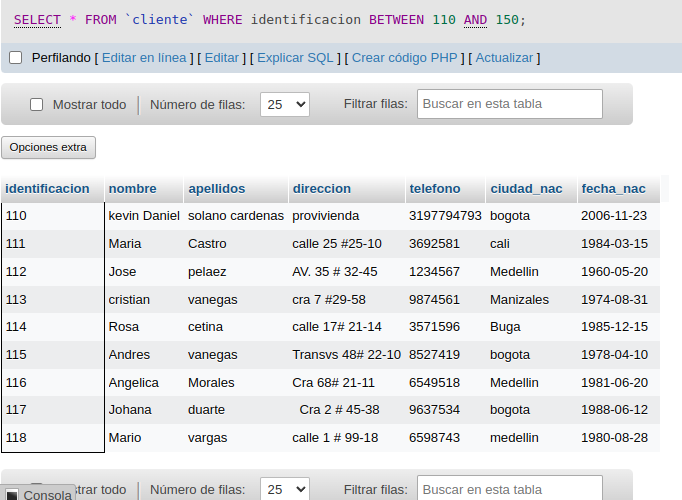 SELECT * FROM `cliente` WHERE identificacion BETWEEN 110 AND 150;
Perfilando [ Editar en línea ] [ Editar ] [ Explicar SQL ] [ Crear código PHP ] [ Actualizar ]
Mostrar todo Número de filas: 25 Filtrar filas: Buscar en esta tabla
Opciones extra
identificacion nombre apellidos direccion telefono ciudad_nac fecha_nac
110 kevin Daniel solano cardenas provivienda 3197794793 bogota 2006-11-23
111 Maria Castro calle 25 #25-10 3692581 cali 1984-03-15
112 Jose pelaez AV. 35 # 32-45 1234567 Medellin 1960-05-20
113 cristian vanegas cra 7 #29-58 9874561 Manizales 1974-08-31
114 Rosa cetina calle 17# 21-14 3571596 Buga 1985-12-15
115 Andres vanegas Transvs 48# 22-10 8527419 bogota 1978-04-10
116 Angelica Morales Cra 68# 21-11 6549518 Medellin 1981-06-20
117 Johana duarte Cra 2 # 45-38 9637534 bogota 1988-06-12
118 Mario vargas calle 1 # 99-18 6598743 medellin 1980-08-28
strar todo Número de filas: 25 Filtrar filas: Buscar en esta tabla
Consola